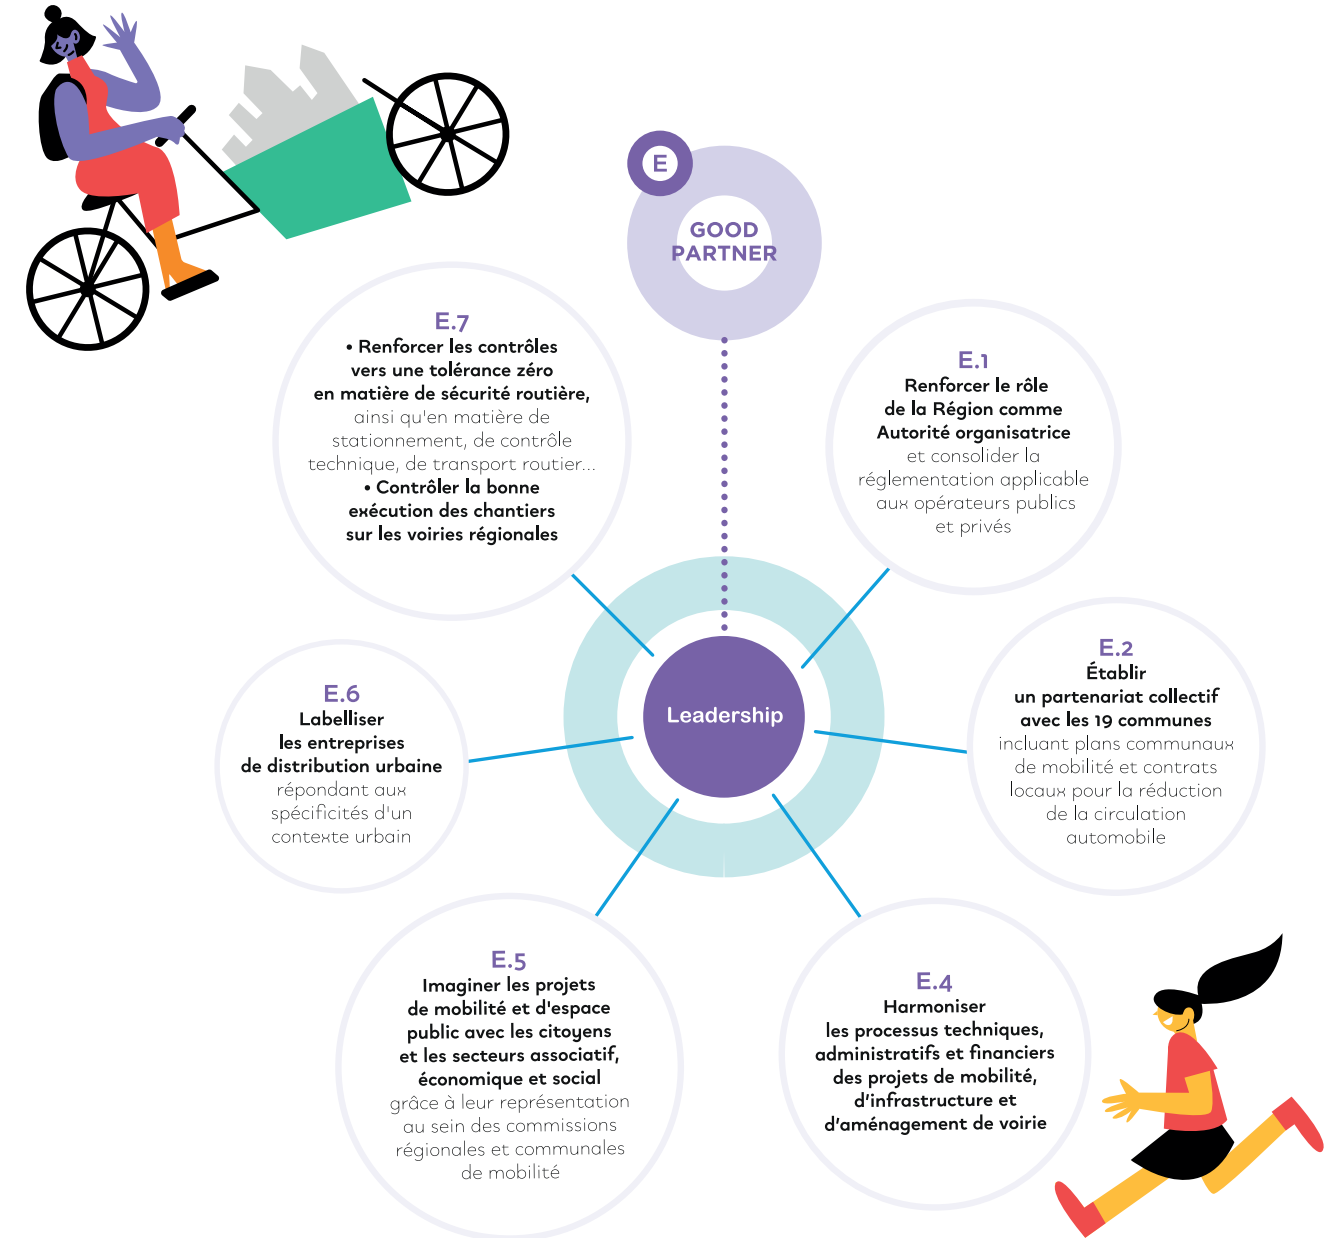 E
GOOD
PARTNER
E.7
• Renforcer les contrôles
vers une tolérance zéro
en matière de sécurité routière,
ainsi qu'en matière de
stationnement, de contrôle
technique, de transport routier...
• Contrôler la bonne
exécution des chantiers
sur les voiries régionales
E.1
Renforcer le rôle
de la Région comme
Autorité organisatrice
et consolider la
réglementation applicable
aux opérateurs publics
et privés
E.2
Établir
un partenariat collectif
avec les 19 communes
incluant plans communaux
de mobilité et contrats
locaux pour la réduction
de la circulation
automobile
Leadership
E.6
Labelliser
les entreprises
de distribution urbaine
répondant aux
spécificités d'un
contexte urbain
E.5
Imaginer les projets
de mobilité et d'espace
public avec les citoyens
et les secteurs associatif,
économique et social
grâce à leur représentation
au sein des commissions
régionales et communales
de mobilité
E.4
Harmoniser
les processus techniques,
administratifs et financiers
des projets de mobilité,
d'infrastructure et
d'aménagement de voirie